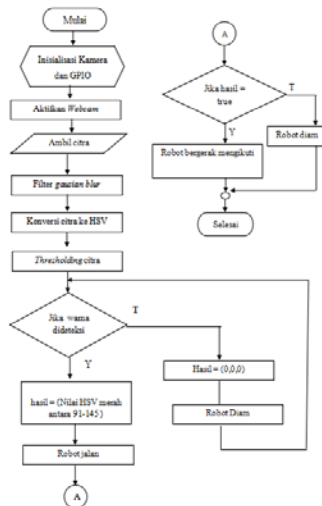 Mulai
Inisialisasi Kamera
dan GPIO
Aktifkan Webcam
Ambil citra
Filter gausian blur
Konversi citra ke HSV
Thresholding citra
Jika warna
dideteksi
T
Y
hasil = (Nilai HSV merah
antara 91-145)
Robot jalan
A
Hasil = (0,0,0)
Robot Diam
A
Jika hasil =
true
T
Y
Robot diam
Robot bergerak mengikuti
Selesai